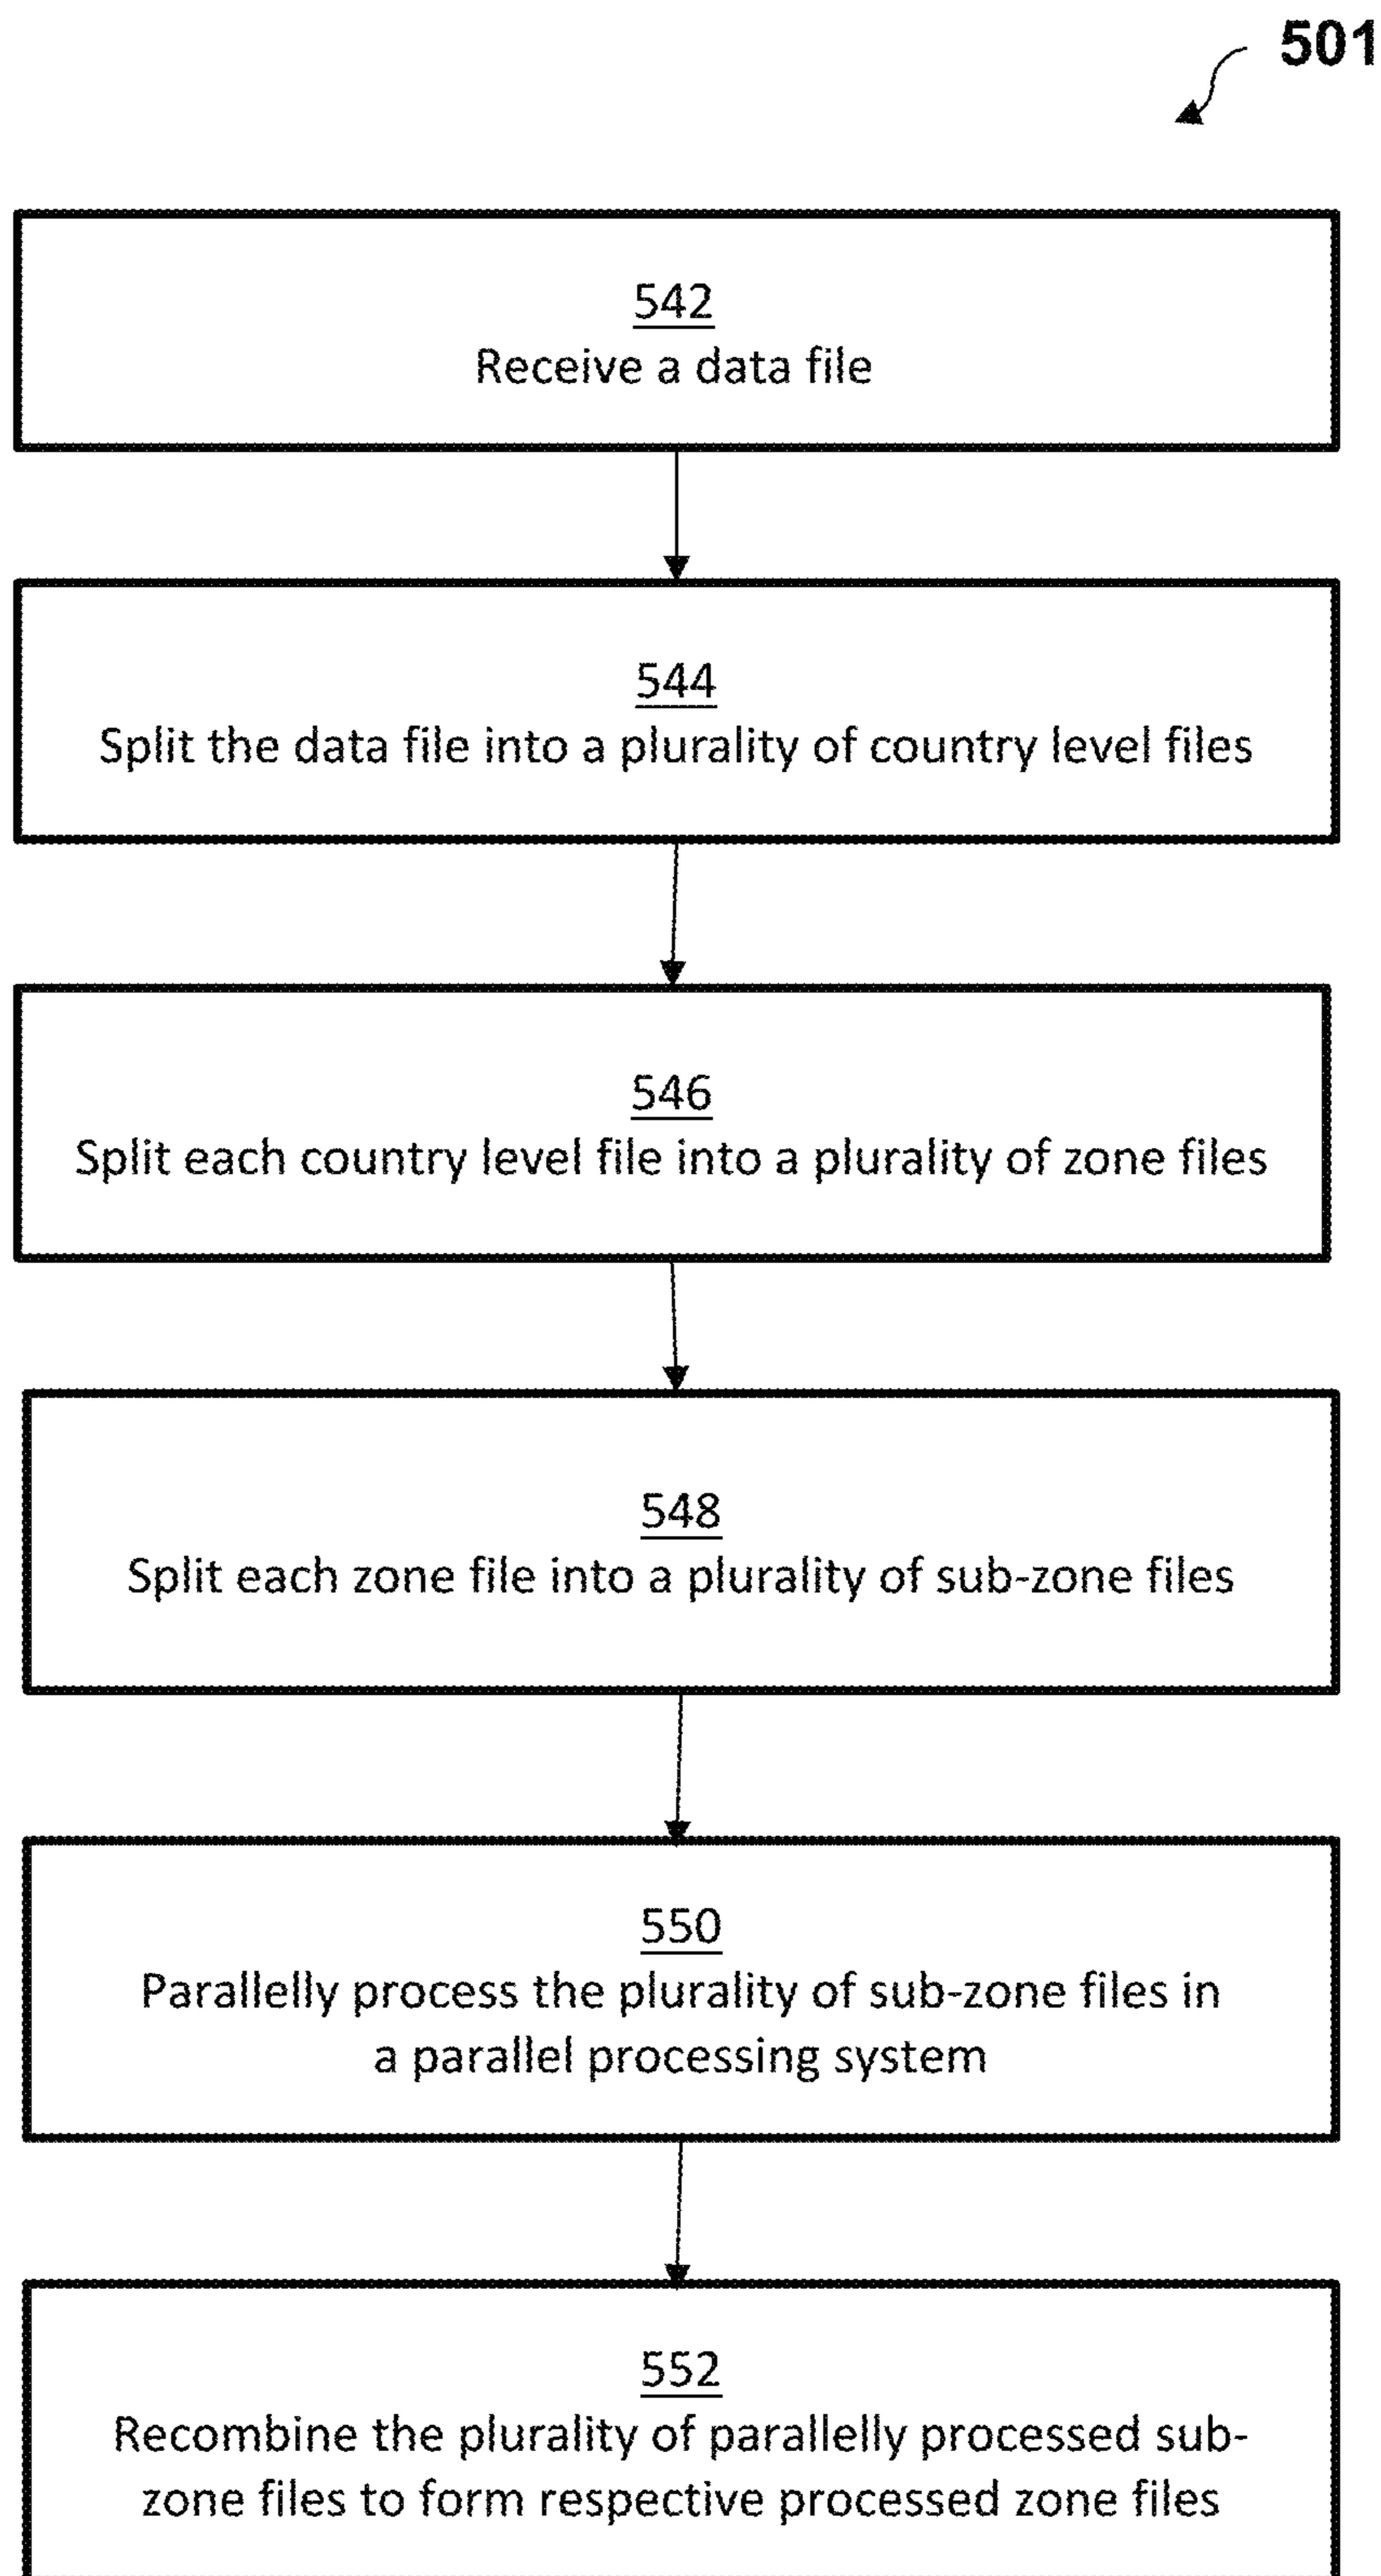 501
542
Receive a data file
544
Split the data file into a plurality of country level files
546
Split each country level file into a plurality of zone files
548
Split each zone file into a plurality of sub-zone files
550
Parallelly process the plurality of sub-zone files in
a parallel processing system
552
Recombine the plurality of parallelly processed sub-
zone files to form respective processed zone files